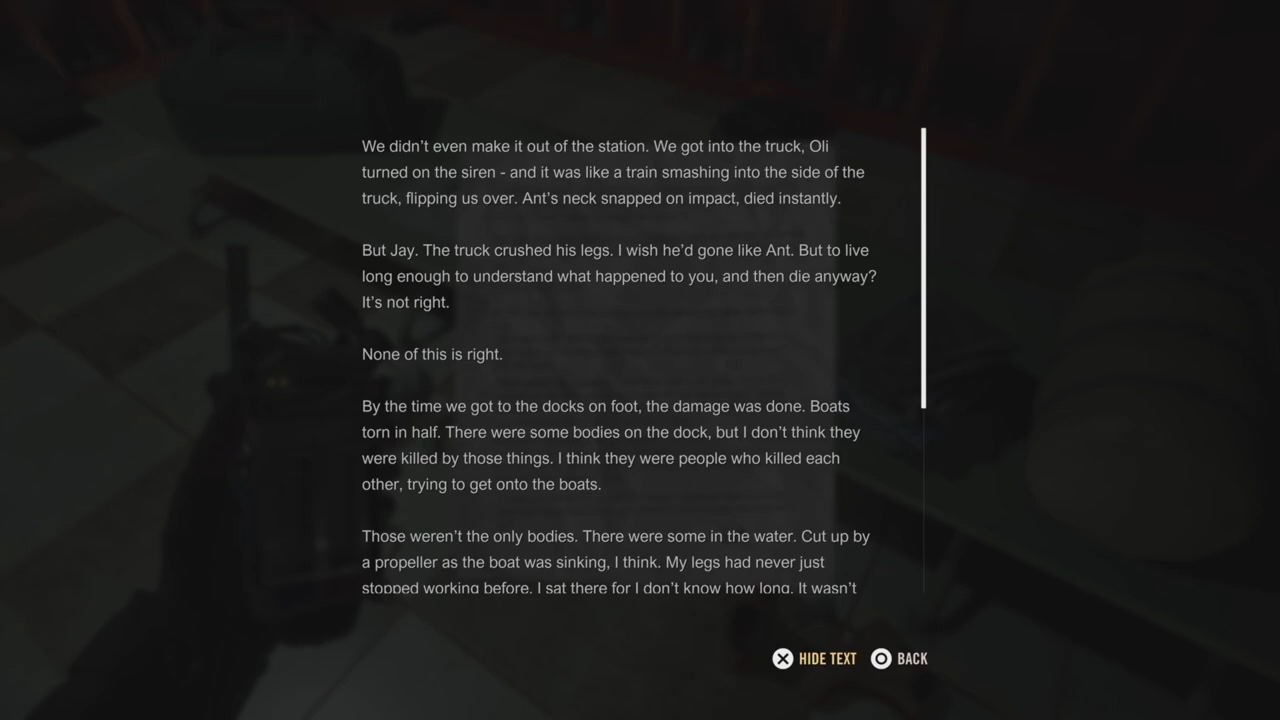 We didn’t even make it out of the station. We got into the truck, Oli
turned on the siren - and it was like a train smashing into the side of the
truck, flipping us over. Ant’s neck snapped on impact, died instantly.
But Jay. The truck crushed his legs. I wish he’d gone like Ant. But to live
long enough to understand what happened to you, and then die anyway?
It’s not right.
None of this is right.
By the time we got to the docks on foot, the damage was done. Boats
torn in half. There were some bodies on the dock, but I don’t think they
were killed by those things. I think they were people who killed each
other, trying to get onto the boats.
Those weren’t the only bodies. There were some in the water. Cut up by
a propeller as the boat was sinking, I think. My legs had never just
stopped working before. I sat there for I don’t know how long. It wasn’t
HIDE TEXT BACK